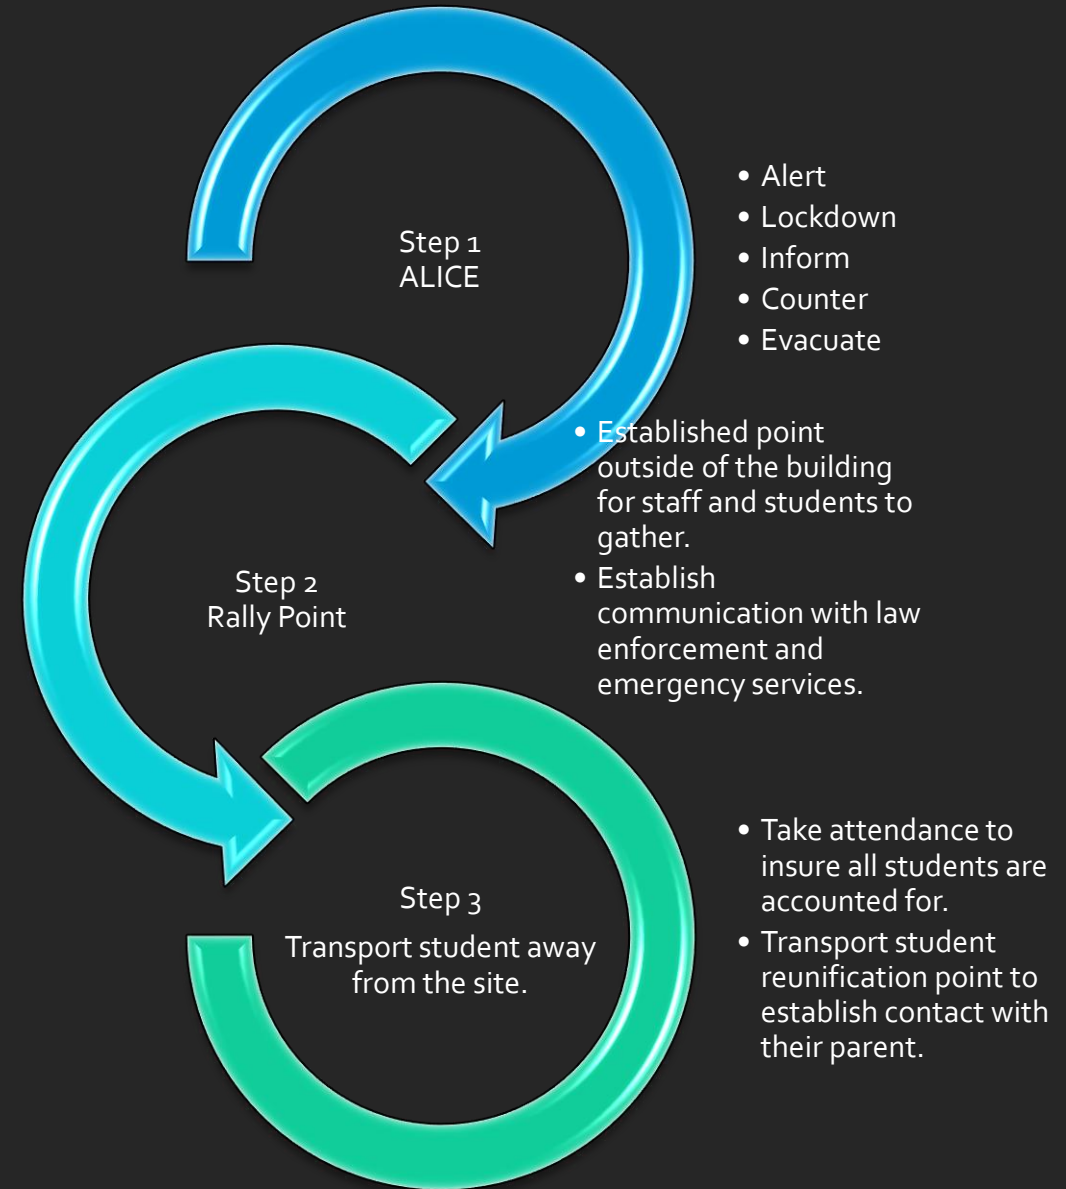 Step 1
ALICE
• Alert
• Lockdown
• Inform
• Counter
• Evacuate
Step 2
Rally Point
• Established point
outside of the building
for staff and students to
gather.
• Establish
communication with law
enforcement and
emergency services.
Step 3
Transport student away
from the site.
• Take attendance to
insure all students are
accounted for.
• Transport student
reunification point to
establish contact with
their parent.